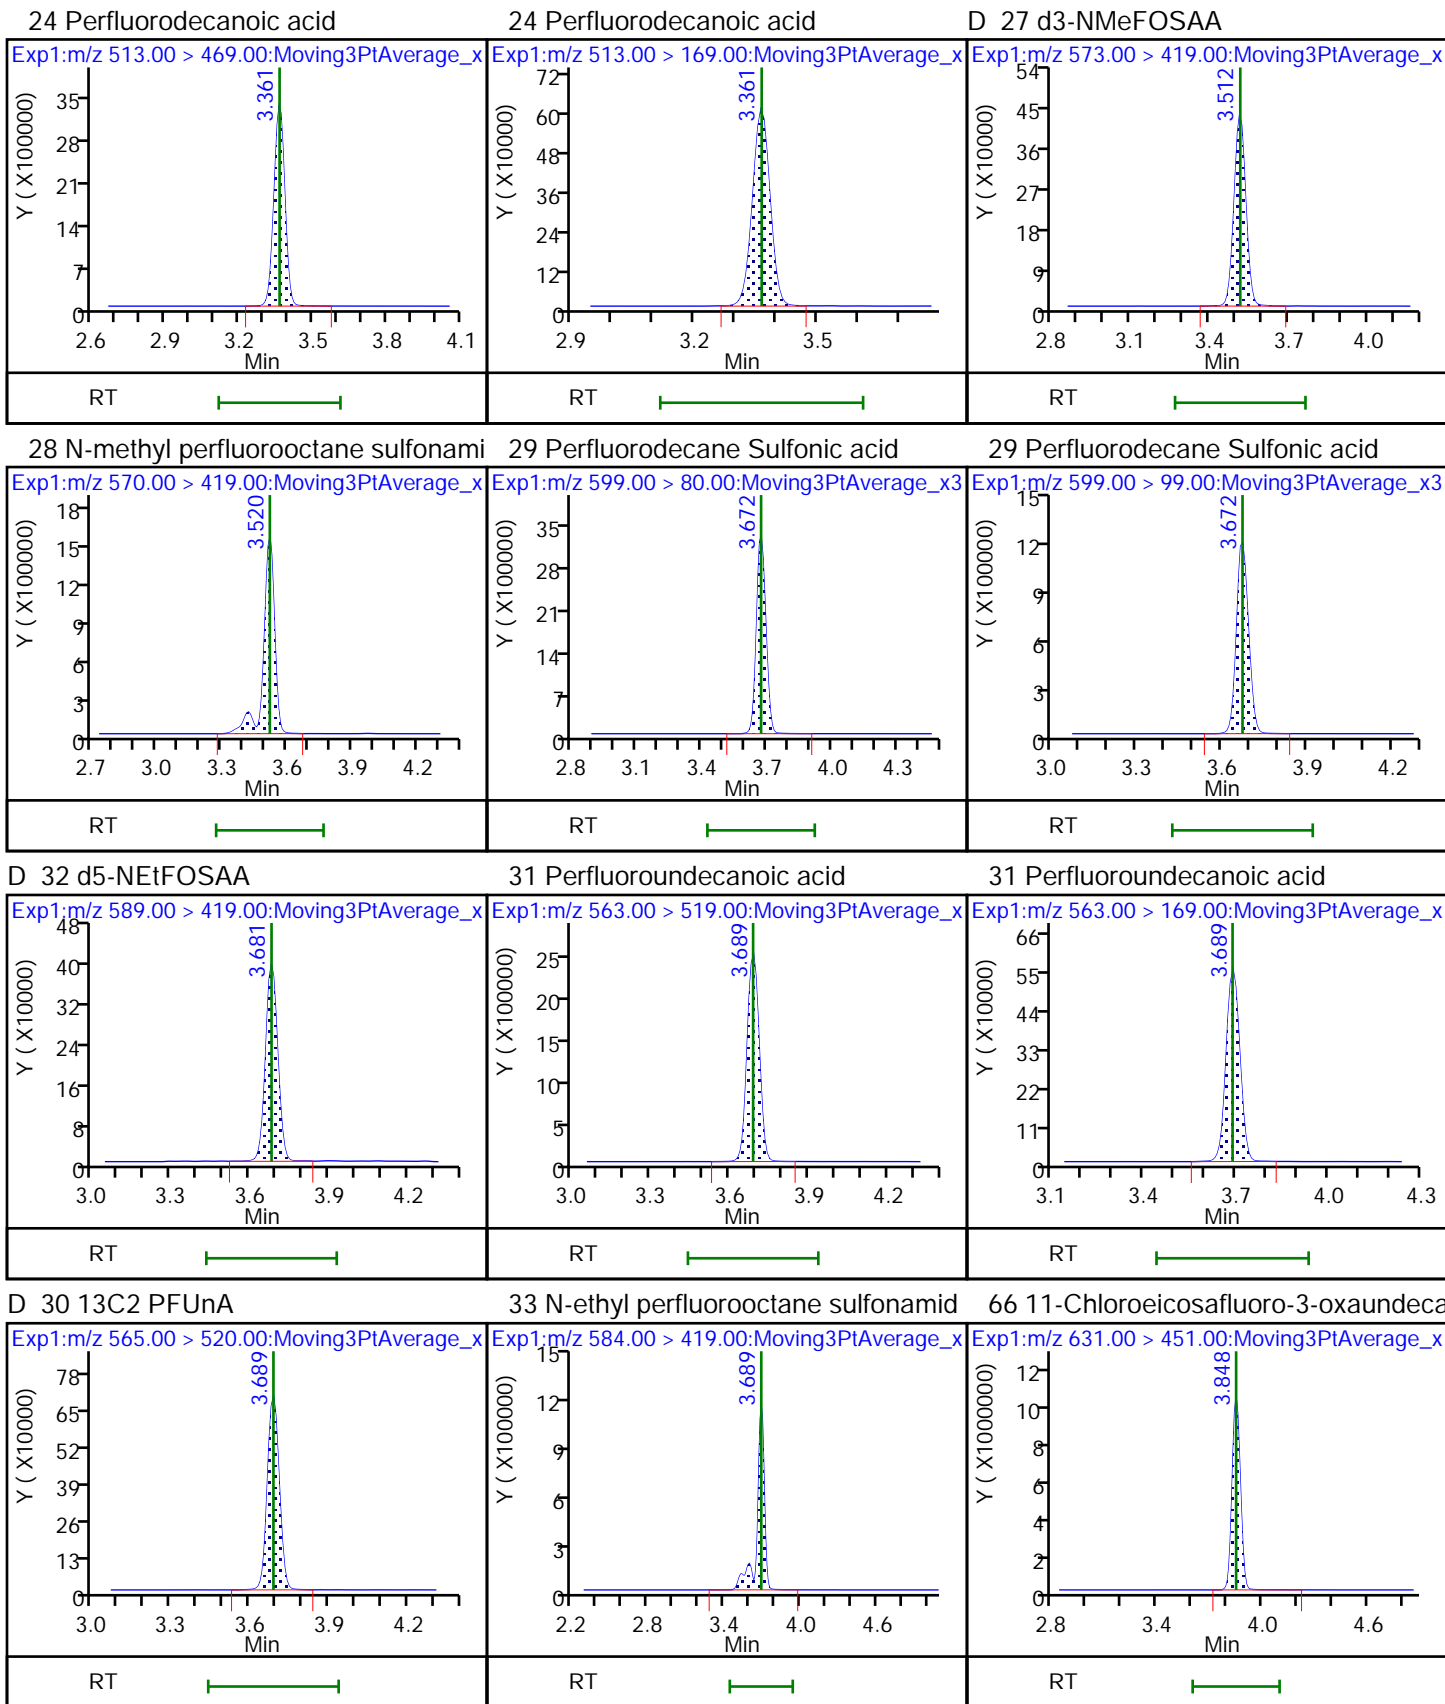 24 Perfluorodecanoic acid
Exp1:m/z 513.00 > 469.00:Moving3PtAverage_x
3.361
Y ( X100000)
35
28
21
14
7
0
2.6 2.9 3.2 3.5 3.8 4.1
Min
RT
24 Perfluorodecanoic acid
Exp1:m/z 513.00 > 169.00:Moving3PtAverage_x
3.361
Y ( X10000)
72
60
48
36
24
12
0
2.9 3.2 3.5
Min
RT
D 27 d3-NMeFOSAA
Exp1:m/z 573.00 > 419.00:Moving3PtAverage_x
3.512
Y ( X10000)
54
45
36
27
18
9
0
2.8 3.1 3.4 3.7 4.0
Min
RT
28 N-methyl perfluorooctane sulfonami
Exp1:m/z 570.00 > 419.00:Moving3PtAverage_x
3.520
Y ( X100000)
18
15
12
9
6
3
0
2.7 3.0 3.3 3.6 3.9 4.2
Min
RT
29 Perfluorodecane Sulfonic acid
Exp1:m/z 599.00 > 80.00:Moving3PtAverage_x3
3.672
Y ( X100000)
35
28
21
14
7
0
2.8 3.1 3.4 3.7 4.0 4.3
Min
RT
29 Perfluorodecane Sulfonic acid
Exp1:m/z 599.00 > 99.00:Moving3PtAverage_x3
3.672
Y ( X100000)
15
12
9
6
3
0
3.0 3.3 3.6 3.9 4.2
Min
RT
D 32 d5-NEtFOSAA
Exp1:m/z 589.00 > 419.00:Moving3PtAverage_x
3.681
Y ( X10000)
48
40
32
24
16
8
0
3.0 3.3 3.6 3.9 4.2
Min
RT
31 Perfluoroundecanoic acid
Exp1:m/z 563.00 > 519.00:Moving3PtAverage_x
3.689
Y ( X100000)
25
20
15
10
5
0
3.0 3.3 3.6 3.9 4.2
Min
RT
31 Perfluoroundecanoic acid
Exp1:m/z 563.00 > 169.00:Moving3PtAverage_x
3.689
Y ( X10000)
66
55
44
33
22
11
0
3.1 3.4 3.7 4.0 4.3
Min
RT
D 30 13C2 PFUnA
Exp1:m/z 565.00 > 520.00:Moving3PtAverage_x
3.689
Y ( X10000)
78
65
52
39
26
13
0
3.0 3.3 3.6 3.9 4.2
Min
RT
33 N-ethyl perfluorooctane sulfonamid
Exp1:m/z 584.00 > 419.00:Moving3PtAverage_x
3.689
Y ( X100000)
15
12
9
6
3
0
2.2 2.8 3.4 4.0 4.6
Min
RT
66 11-Chloroeicosafluoro-3-oxaundeca
Exp1:m/z 631.00 > 451.00:Moving3PtAverage_x
3.848
Y ( X1000000)
12
10
8
6
4
2
0
2.8 3.4 4.0 4.6
Min
RT